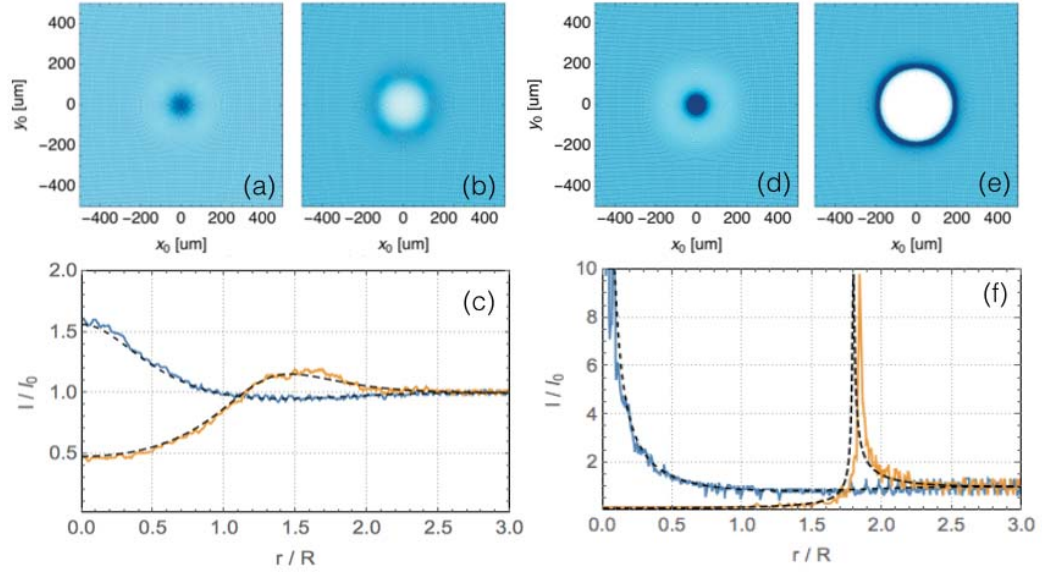 400
200
0
−200
−400
y₀ [um]
−400 −200 0 200 400
x₀ [um]
(a)
−400 −200 0 200 400
x₀ [um]
(b)
400
200
0
−200
−400
y₀ [um]
−400 −200 0 200 400
x₀ [um]
(d)
−400 −200 0 200 400
x₀ [um]
(e)
2.0
1.5
1.0
0.5
I / I₀
(c)
0.0 0.5 1.0 1.5 2.0 2.5 3.0
r / R
10
8
6
4
2
I / I₀
(f)
0.0 0.5 1.0 1.5 2.0 2.5 3.0
r / R